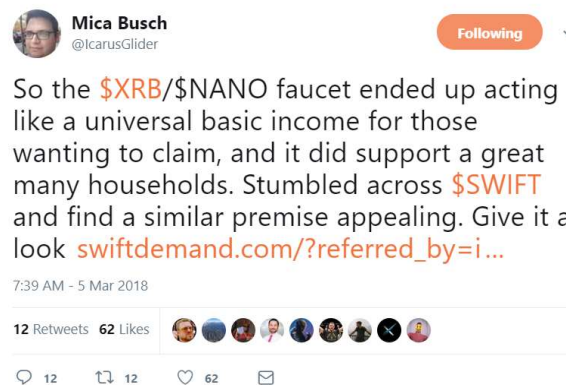 Mica Busch
@IcarusGlider
Following
So the $XRB/$NANO faucet ended up acting
like a universal basic income for those
wanting to claim, and it did support a great
many households. Stumbled across $SWIFT
and find a similar premise appealing. Give it a
look swiftdemand.com/?referred_by=i...
7:39 AM - 5 Mar 2018
12 Retweets 62 Likes
12 12 62